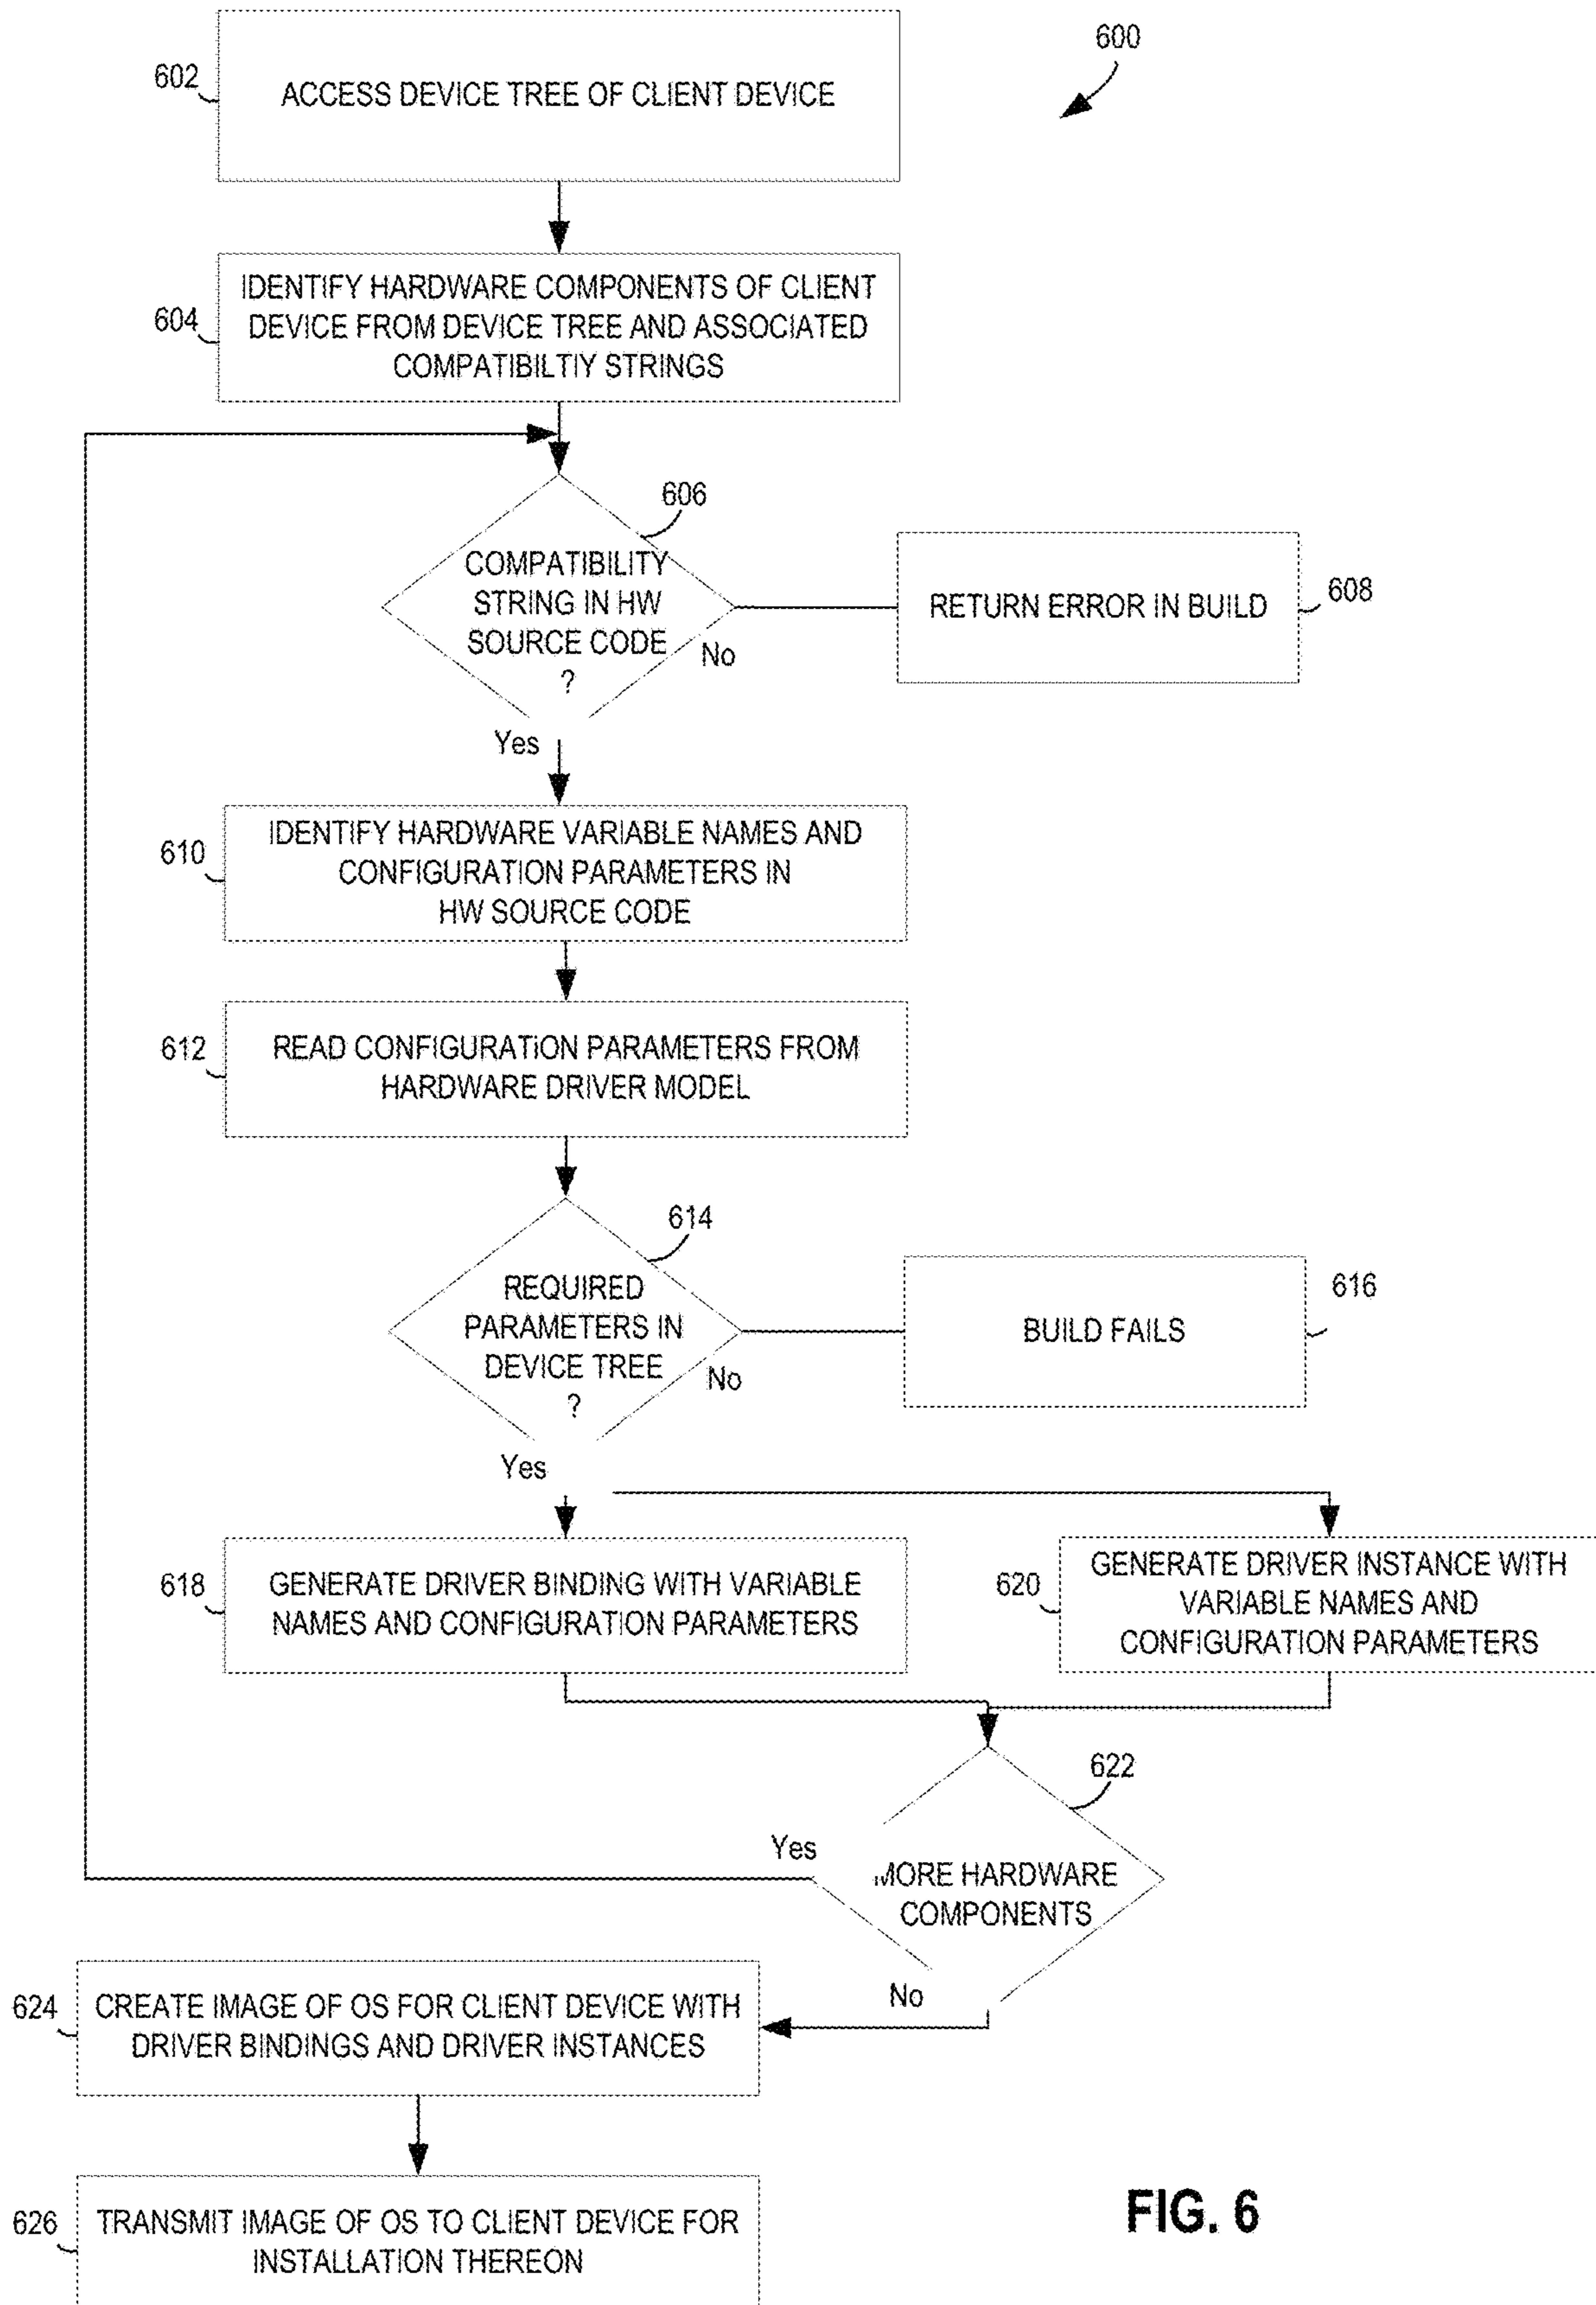 600
602
ACCESS DEVICE TREE OF CLIENT DEVICE
604
IDENTIFY HARDWARE COMPONENTS OF CLIENT
DEVICE FROM DEVICE TREE AND ASSOCIATED
COMPATIBILTIY STRINGS
606
COMPATIBILITY
STRING IN HW
SOURCE CODE
?
No
RETURN ERROR IN BUILD
608
Yes
610
IDENTIFY HARDWARE VARIABLE NAMES AND
CONFIGURATION PARAMETERS IN
HW SOURCE CODE
612
READ CONFIGURATION PARAMETERS FROM
HARDWARE DRIVER MODEL
614
REQUIRED
PARAMETERS IN
DEVICE TREE
?
No
BUILD FAILS
616
Yes
618
GENERATE DRIVER BINDING WITH VARIABLE
NAMES AND CONFIGURATION PARAMETERS
620
GENERATE DRIVER INSTANCE WITH
VARIABLE NAMES AND
CONFIGURATION PARAMETERS
622
Yes
MORE HARDWARE
COMPONENTS
No
624
CREATE IMAGE OF OS FOR CLIENT DEVICE WITH
DRIVER BINDINGS AND DRIVER INSTANCES
626
TRANSMIT IMAGE OF OS TO CLIENT DEVICE FOR
INSTALLATION THEREON
FIG. 6